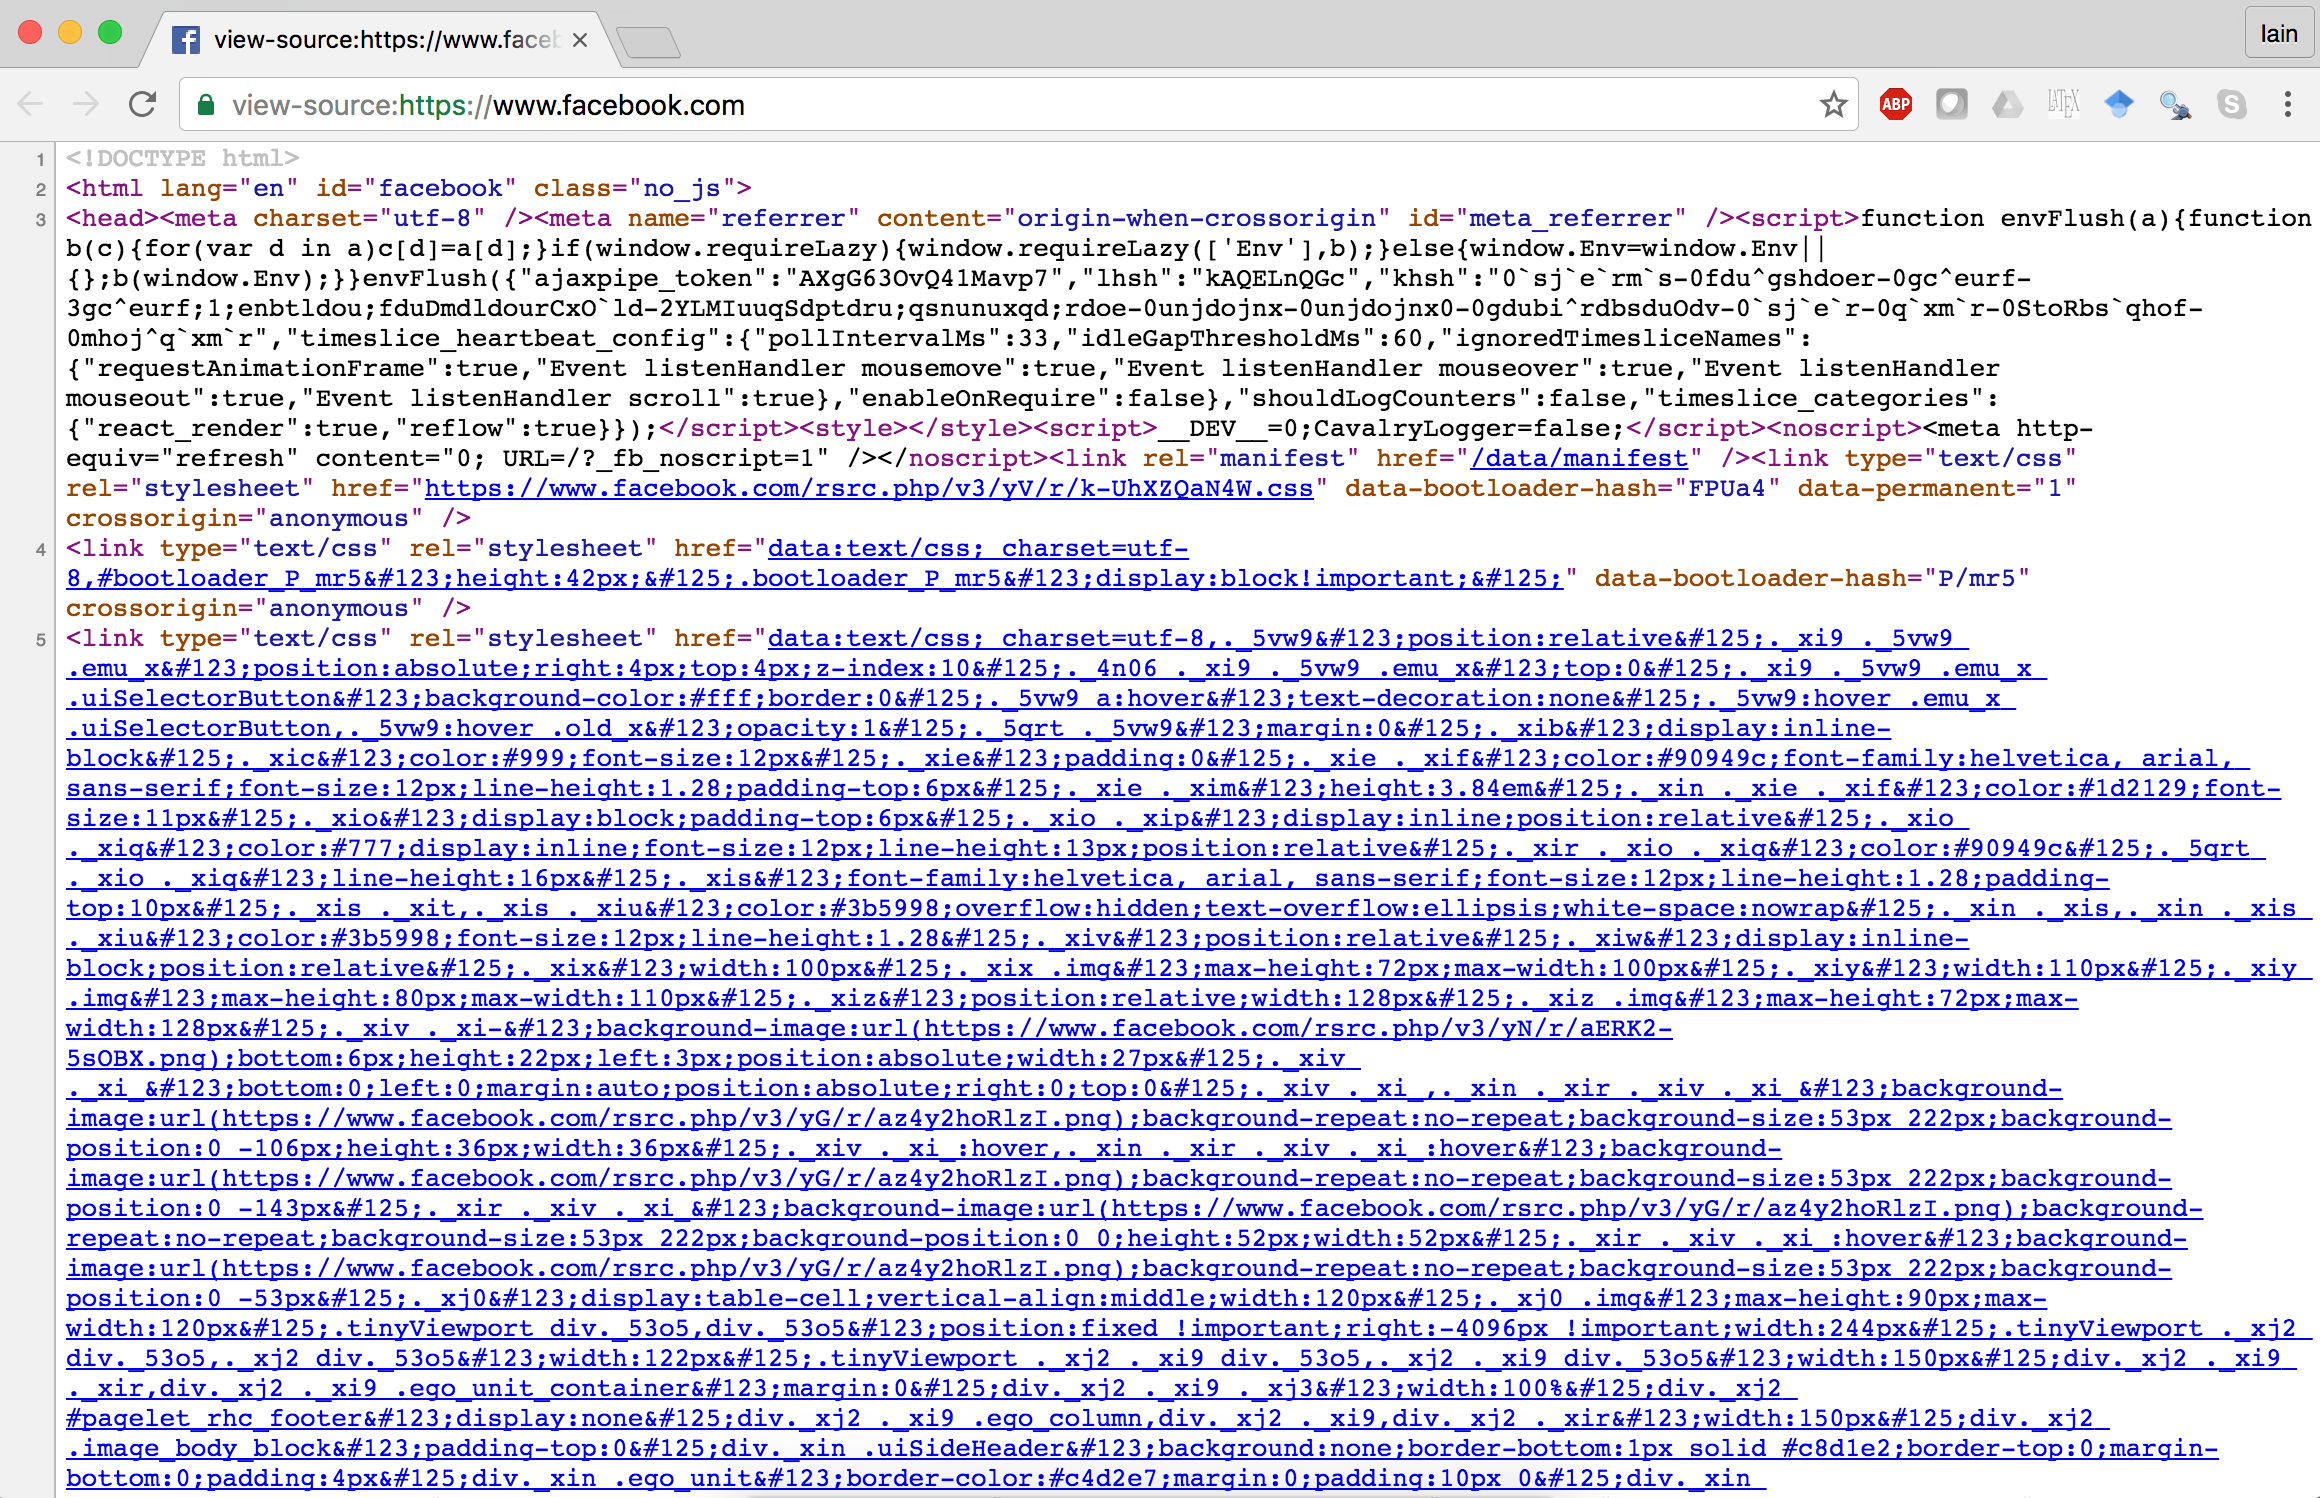 view-source:https://www.faceb
Iain
view-source:https://www.facebook.com
ABP
LATEX
S
1 <!DOCTYPE html>
2 <html lang="en" id="facebook" class="no_js">
3 <head><meta charset="utf-8" /><meta name="referrer" content="origin-when-crossorigin" id="meta_referrer" /><script>function envFlush(a){function
b(c){for(var d in a)c[d]=a[d];}if(window.requireLazy){window.requireLazy(['Env'],b);}else{window.Env=window.Env||
{};b(window.Env);}}envFlush({"ajaxpipe_token":"AXgG63OvQ41Mavp7","lhsh":"kAQELnQGc","khsh":"0`sj`e`rm`s-0fdu^gshdoer-0gc^eurf-
3gc^eurf;1;enbtldou;fduDmdldourCxO`ld-2YLMIuuqSdptdru;qsnunuxqd;rdoe-0unjdojnx-0unjdojnx0-0gdubi^rdbsduOdv-0`sj`e`r-0q`xm`r-0StoRbs`qhof-
0mhoj^q`xm`r","timeslice_heartbeat_config":{"pollIntervalMs":33,"idleGapThresholdMs":60,"ignoredTimesliceNames":
{"requestAnimationFrame":true,"Event listenHandler mousemove":true,"Event listenHandler mouseover":true,"Event listenHandler
mouseout":true,"Event listenHandler scroll":true},"enableOnRequire":false},"shouldLogCounters":false,"timeslice_categories":
{"react_render":true,"reflow":true}});</script><style></style><script>__DEV__=0;CavalryLogger=false;</script><noscript><meta http-
equiv="refresh" content="0; URL=/?_fb_noscript=1" /></noscript><link rel="manifest" href="/data/manifest" /><link type="text/css"
rel="stylesheet" href="https://www.facebook.com/rsrc.php/v3/yV/r/k-UhXZQaN4W.css" data-bootloader-hash="FPUa4" data-permanent="1"
crossorigin="anonymous" />
4 <link type="text/css" rel="stylesheet" href="data:text/css; charset=utf-
8,#bootloader_P_mr5&#123;height:42px;&#125;.bootloader_P_mr5&#123;display:block!important;&#125;" data-bootloader-hash="P/mr5"
crossorigin="anonymous" />
5 <link type="text/css" rel="stylesheet" href="data:text/css; charset=utf-8,._5vw9&#123;position:relative&#125;._xi9 ._5vw9
.emu_x&#123;position:absolute;right:4px;top:4px;z-index:10&#125;._4n06 ._xi9 ._5vw9 .emu_x&#123;top:0&#125;._xi9 ._5vw9 .emu_x
.uiSelectorButton&#123;background-color:#fff;border:0&#125;._5vw9 a:hover&#123;text-decoration:none&#125;._5vw9:hover .emu_x
.uiSelectorButton,._5vw9:hover .old_x&#123;opacity:1&#125;._5qrt ._5vw9&#123;margin:0&#125;._xib&#123;display:inline-
block&#125;._xic&#123;color:#999;font-size:12px&#125;._xie&#123;padding:0&#125;._xie ._xif&#123;color:#90949c;font-family:helvetica, arial,
sans-serif;font-size:12px;line-height:1.28;padding-top:6px&#125;._xie ._xim&#123;height:3.84em&#125;._xin ._xie ._xif&#123;color:#1d2129;font-
size:11px&#125;._xio&#123;display:block;padding-top:6px&#125;._xio ._xip&#123;display:inline;position:relative&#125;._xio
._xiq&#123;color:#777;display:inline;font-size:12px;line-height:13px;position:relative&#125;._xir ._xio ._xiq&#123;color:#90949c&#125;._5qrt
._xio ._xiq&#123;line-height:16px&#125;._xis&#123;font-family:helvetica, arial, sans-serif;font-size:12px;line-height:1.28;padding-
top:10px&#125;._xis ._xit,._xis ._xiu&#123;color:#3b5998;overflow:hidden;text-overflow:ellipsis;white-space:nowrap&#125;._xin ._xis,._xin ._xis
._xiu&#123;color:#3b5998;font-size:12px;line-height:1.28&#125;._xiv&#123;position:relative&#125;._xiw&#123;display:inline-
block;position:relative&#125;._xix&#123;width:100px&#125;._xix .img&#123;max-height:72px;max-width:100px&#125;._xiy&#123;width:110px&#125;._xiy
.img&#123;max-height:80px;max-width:110px&#125;._xiz&#123;position:relative;width:128px&#125;._xiz .img&#123;max-height:72px;max-
width:128px&#125;._xiv ._xi-&#123;background-image:url(https://www.facebook.com/rsrc.php/v3/yN/r/aERK2-
5sOBX.png);bottom:6px;height:22px;left:3px;position:absolute;width:27px&#125;._xiv
._xi_&#123;bottom:0;left:0;margin:auto;position:absolute;right:0;top:0&#125;._xiv ._xi_,._xin ._xir ._xiv ._xi_&#123;background-
image:url(https://www.facebook.com/rsrc.php/v3/yG/r/az4y2hoRlzI.png);background-repeat:no-repeat;background-size:53px 222px;background-
position:0 -106px;height:36px;width:36px&#125;._xiv ._xi_:hover,._xin ._xir ._xiv ._xi_:hover&#123;background-
image:url(https://www.facebook.com/rsrc.php/v3/yG/r/az4y2hoRlzI.png);background-repeat:no-repeat;background-size:53px 222px;background-
position:0 -143px&#125;._xir ._xiv ._xi_&#123;background-image:url(https://www.facebook.com/rsrc.php/v3/yG/r/az4y2hoRlzI.png);background-
repeat:no-repeat;background-size:53px 222px;background-position:0 0;height:52px;width:52px&#125;._xir ._xiv ._xi_:hover&#123;background-
image:url(https://www.facebook.com/rsrc.php/v3/yG/r/az4y2hoRlzI.png);background-repeat:no-repeat;background-size:53px 222px;background-
position:0 -53px&#125;._xj0&#123;display:table-cell;vertical-align:middle;width:120px&#125;._xj0 .img&#123;max-height:90px;max-
width:120px&#125;.tinyViewport div._53o5,div._53o5&#123;position:fixed !important;right:-4096px !important;width:244px&#125;.tinyViewport ._xj2
div._53o5,._xj2 div._53o5&#123;width:122px&#125;.tinyViewport ._xj2 ._xi9 div._53o5,._xj2 ._xi9 div._53o5&#123;width:150px&#125;div._xj2 ._xi9
._xir,div._xj2 ._xi9 .ego_unit_container&#123;margin:0&#125;div._xj2 ._xi9 ._xj3&#123;width:100%&#125;div._xj2
#pagelet_rhc_footer&#123;display:none&#125;div._xj2 ._xi9 .ego_column,div._xj2 ._xi9,div._xj2 ._xir&#123;width:150px&#125;div._xj2
.image_body_block&#123;padding-top:0&#125;div._xin .uiSideHeader&#123;background:none;border-bottom:1px solid #c8d1e2;border-top:0;margin-
bottom:0;padding:4px&#125;div._xin .ego_unit&#123;border-color:#c4d2e7;margin:0;padding:10px 0&#125;div._xin